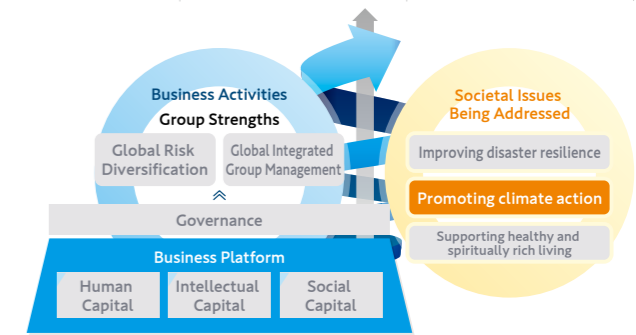 Business Activities
Group Strengths
Global Risk
Diversification
Global Integrated
Group Management
Governance
Business Platform
Human
Capital
Intellectual
Capital
Social
Capital
Societal Issues
Being Addressed
Improving disaster resilience
Promoting climate action
Supporting healthy and
spiritually rich living